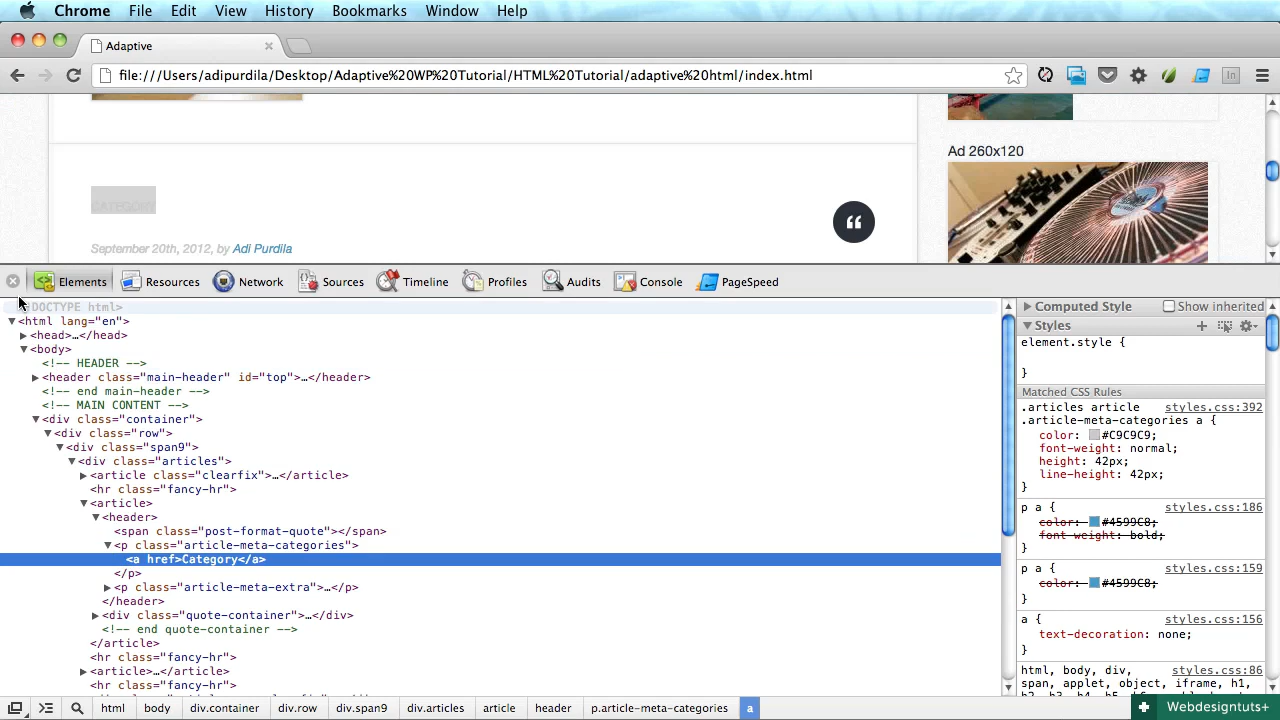 Chrome File Edit View History Bookmarks Window Help
Adaptive
file:///Users/adipurdila/Desktop/Adaptive%20WP%20Tutorial/HTML%20Tutorial/adaptive%20html/index.html
Ad 260x120
CATEGORY
September 20th, 2012, by Adi Purdila
Elements Resources Network Sources Timeline Profiles Audits Console PageSpeed
<!DOCTYPE html>
<html lang="en">
<head>…</head>
<body>
<!-- HEADER -->
<header class="main-header" id="top">…</header>
<!-- end main-header -->
<!-- MAIN CONTENT -->
<div class="container">
<div class="row">
<div class="span9">
<div class="articles">
<article class="clearfix">…</article>
<hr class="fancy-hr">
<article>
<header>
<span class="post-format-quote"></span>
<p class="article-meta-categories">
<a href>Category</a>
</p>
<p class="article-meta-extra">…</p>
</header>
<div class="quote-container">…</div>
<!-- end quote-container -->
</article>
<hr class="fancy-hr">
<article>…</article>
<hr class="fancy-hr">
Computed Style Show inherited
Styles
element.style {
}
Matched CSS Rules
.articles article styles.css:392
.article-meta-categories a {
color: #C9C9C9;
font-weight: normal;
height: 42px;
line-height: 42px;
}
p a { styles.css:186
color: #4599C8;
font-weight: bold;
}
p a { styles.css:159
color: #4599C8;
}
a { styles.css:156
text-decoration: none;
}
html, body, div, styles.css:86
span, applet, object, iframe, h1,
html body div.container div.row div.span9 div.articles article header p.article-meta-categories a
Webdesigntuts+